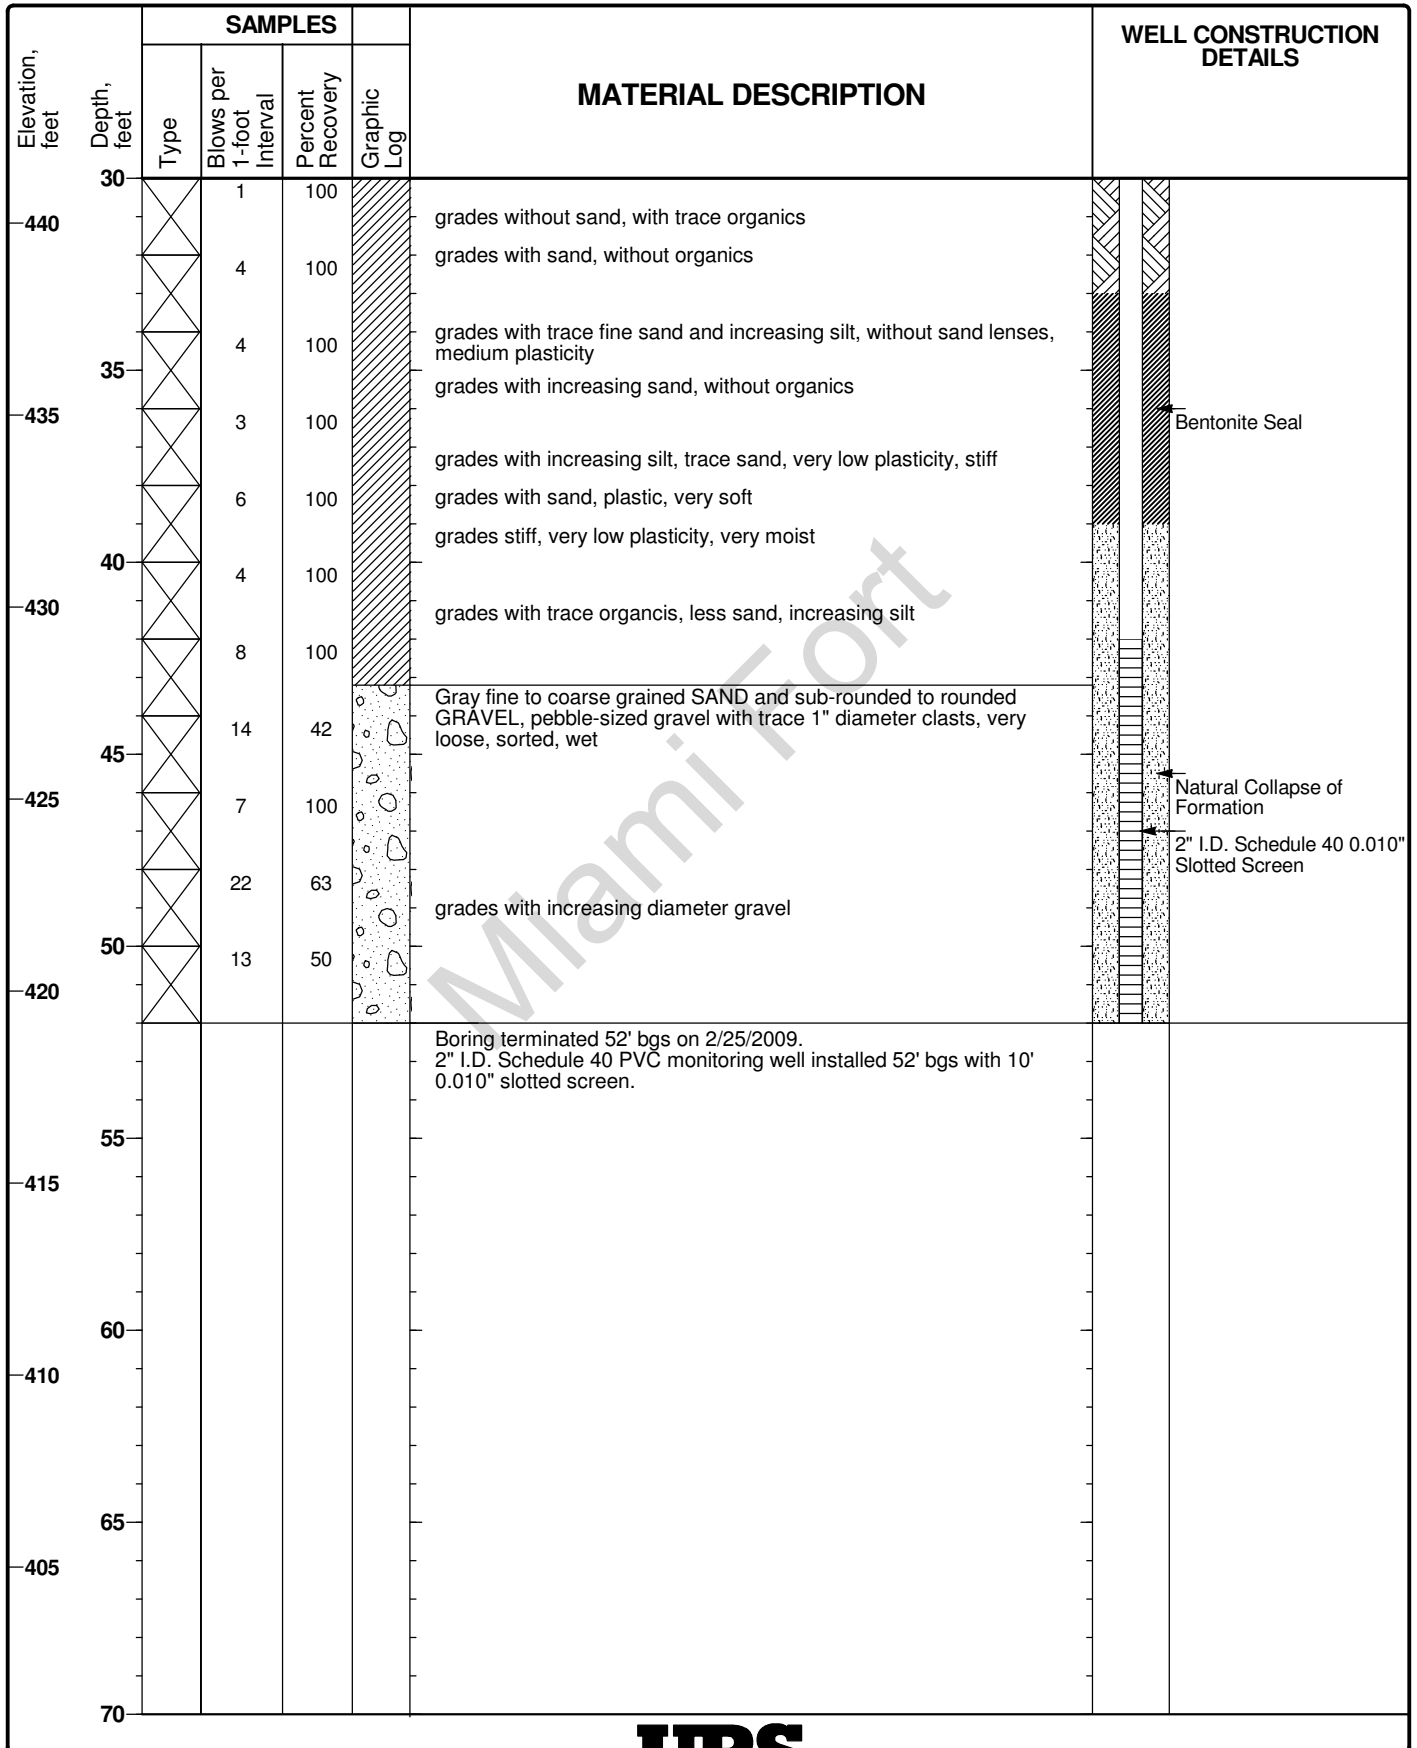 SAMPLES
WELL CONSTRUCTION
DETAILS
MATERIAL DESCRIPTION
Elevation,
feet
Depth,
feet
Type
Blows per
1-foot
Interval
Percent
Recovery
Graphic
Log
30
1 100
grades without sand, with trace organics
440
grades with sand, without organics
4 100
grades with trace fine sand and increasing silt, without sand lenses,
medium plasticity
4 100
35
grades with increasing sand, without organics
435
3 100
Bentonite Seal
grades with increasing silt, trace sand, very low plasticity, stiff
6 100
grades with sand, plastic, very soft
grades stiff, very low plasticity, very moist
40
4 100
430
grades with trace organcis, less sand, increasing silt
8 100
Gray fine to coarse grained SAND and sub-rounded to rounded
GRAVEL, pebble-sized gravel with trace 1" diameter clasts, very
loose, sorted, wet
14 42
45
425
7 100
Natural Collapse of
Formation
2" I.D. Schedule 40 0.010"
Slotted Screen
22 63
grades with increasing diameter gravel
50
13 50
420
Boring terminated 52' bgs on 2/25/2009.
2" I.D. Schedule 40 PVC monitoring well installed 52' bgs with 10'
0.010" slotted screen.
55
415
60
410
65
405
70
Miami Fort
URS